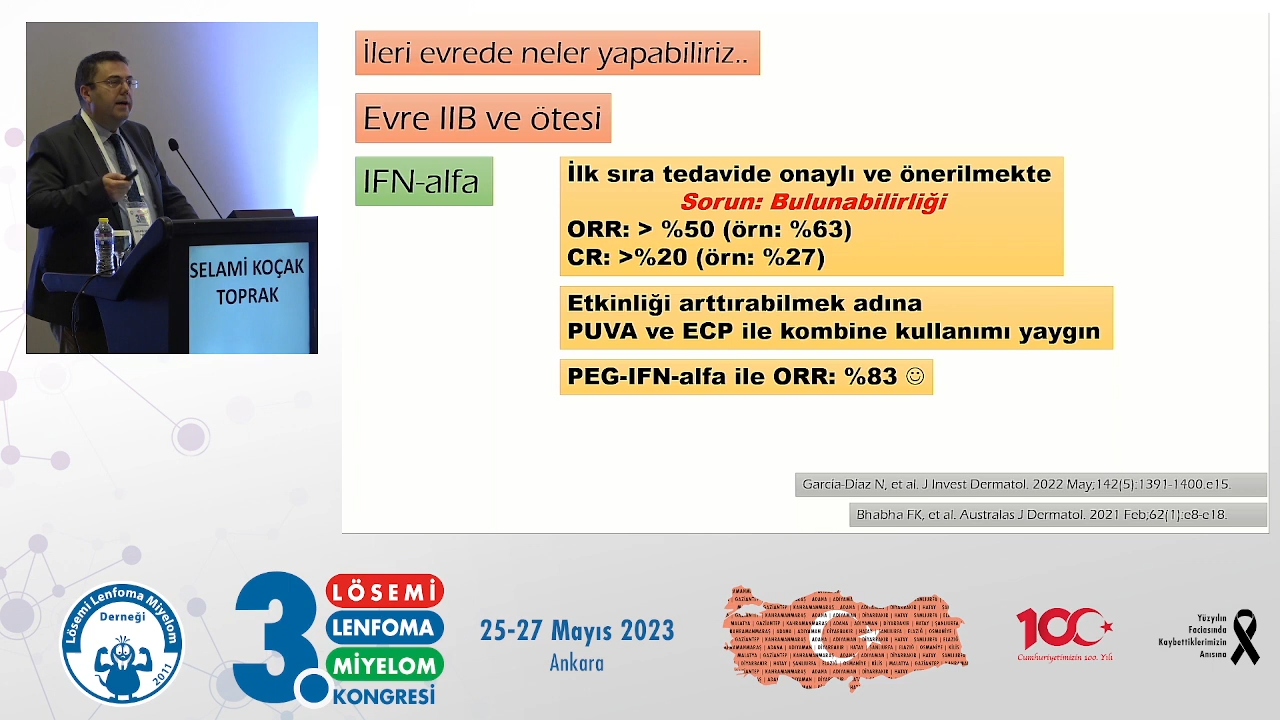 İleri evrede neler yapabiliriz..
Evre IIB ve ötesi
IFN-alfa
İlk sıra tedavide onaylı ve önerilmekte
Sorun: Bulunabilirliği
ORR: > %50 (örn: %63)
CR: >%20 (örn: %27)
Etkinliği arttırabilmek adına
PUVA ve ECP ile kombine kullanımı yaygın
PEG-IFN-alfa ile ORR: %83 ☺
García-Díaz N, et al. J Invest Dermatol. 2022 May;142(5):1391-1400.e15.
Bhabha FK, et al. Australas J Dermatol. 2021 Feb;62(1):e8-e18.
SELAMİ KOÇAK
TOPRAK
Lösemi Lenfoma Miyelom
Derneği
2021
3.
LÖSEMİ
LENFOMA
MİYELOM
KONGRESİ
25-27 Mayıs 2023
Ankara
100
Cumhuriyetimizin 100. Yılı
Yüzyılın
Faciasında
Kaybettiklerimizin
Anısına